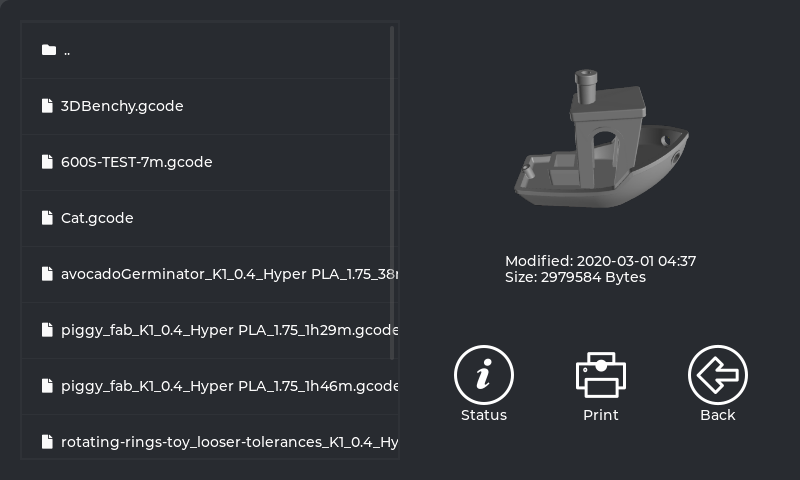 ..
3DBenchy.gcode
600S-TEST-7m.gcode
Cat.gcode
avocadoGerminator_K1_0.4_Hyper PLA_1.75_38
piggy_fab_K1_0.4_Hyper PLA_1.75_1h29m.gcode
piggy_fab_K1_0.4_Hyper PLA_1.75_1h46m.gcode
rotating-rings-toy_looser-tolerances_K1_0.4_Hy
Modified: 2020-03-01 04:37
Size: 2979584 Bytes
Status
Print
Back